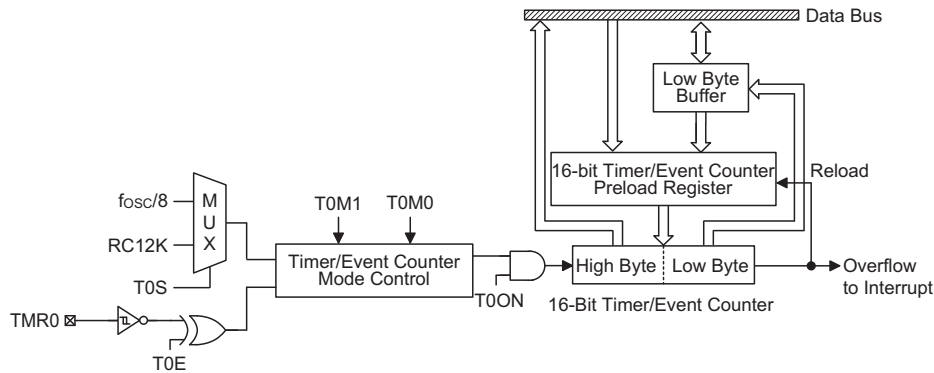 Data Bus
Low Byte
Buffer
16-bit Timer/Event Counter
Preload Register
Reload
fOSC/8
RC12K
T0S
M
U
X
T0M1
T0M0
Timer/Event Counter
Mode Control
T0ON
High Byte
Low Byte
16-Bit Timer/Event Counter
Overflow
to Interrupt
TMR0
T0E